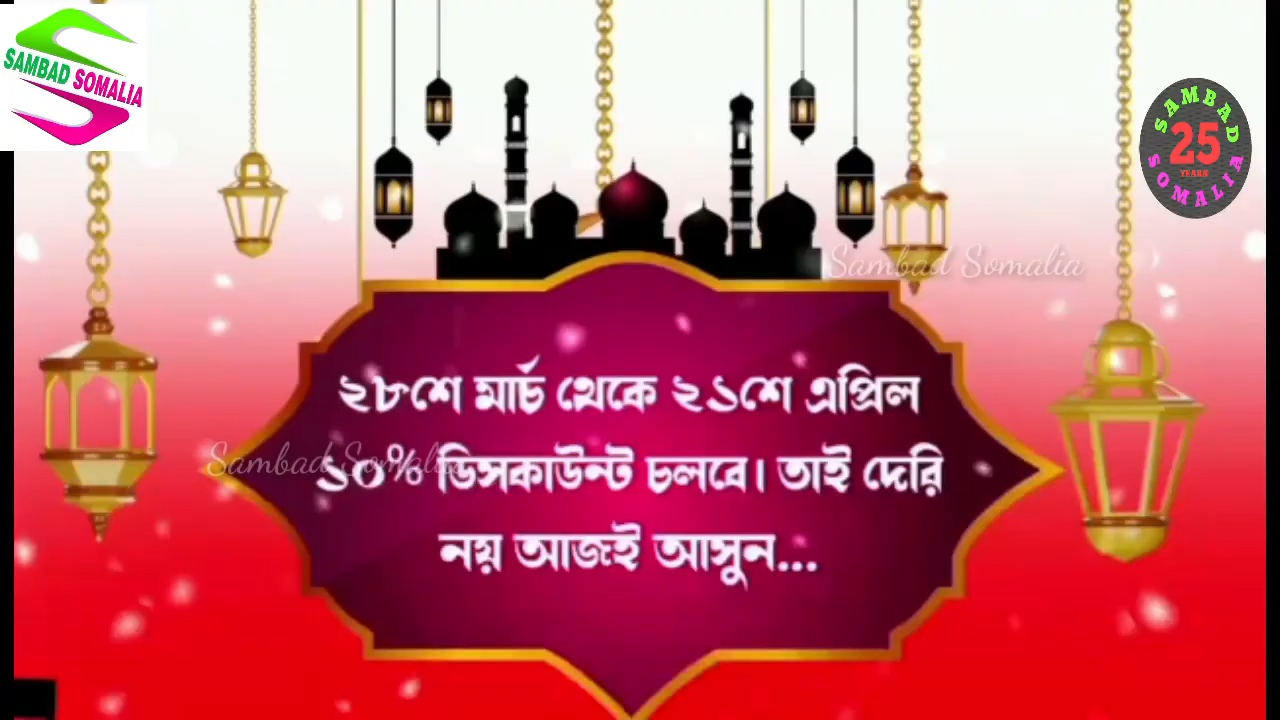 SAMBAD SOMALIA
SAMBAD
25
YEARS
SOMALIA
Sambad Somalia
২৮শে মার্চ থেকে ২১শে এপ্রিল
Sambad Somalia
১০% ডিসকাউন্ট চলবে। তাই দেরি
নয় আজই আসুন...